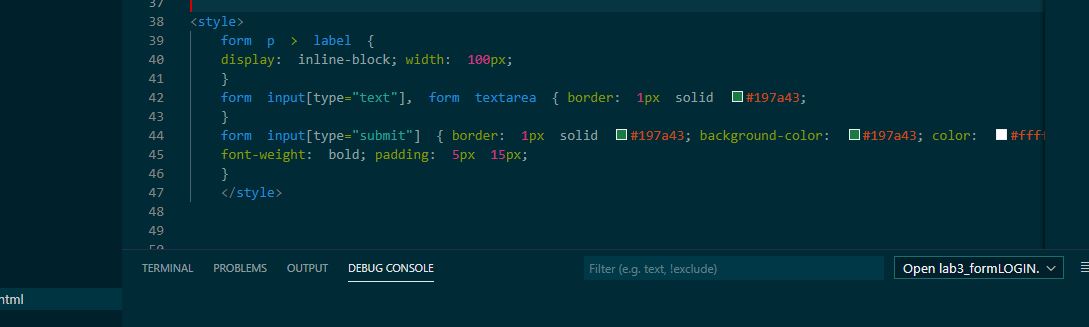 37
38 <style>
39 form p > label {
40 display: inline-block; width: 100px;
41 }
42 form input[type="text"], form textarea { border: 1px solid #197a43;
43 }
44 form input[type="submit"] { border: 1px solid #197a43; background-color: #197a43; color: #ffff
45 font-weight: bold; padding: 5px 15px;
46 }
47 </style>
48
49
50
TERMINAL PROBLEMS OUTPUT DEBUG CONSOLE Filter (e.g. text, !exclude) Open lab3_formLOGIN.
html